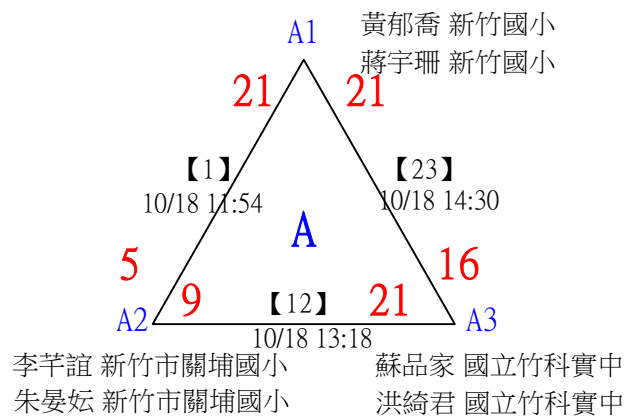 A1
黃郁喬 新竹國小
蔣宇珊 新竹國小
21
21
【1】
10/18 11:54
【23】
10/18 14:30
A
5
16
9
【12】
21
A2
A3
10/18 13:18
李芊誼 新竹市關埔國小
朱晏妘 新竹市關埔國小
蘇品家 國立竹科實中
洪綺君 國立竹科實中